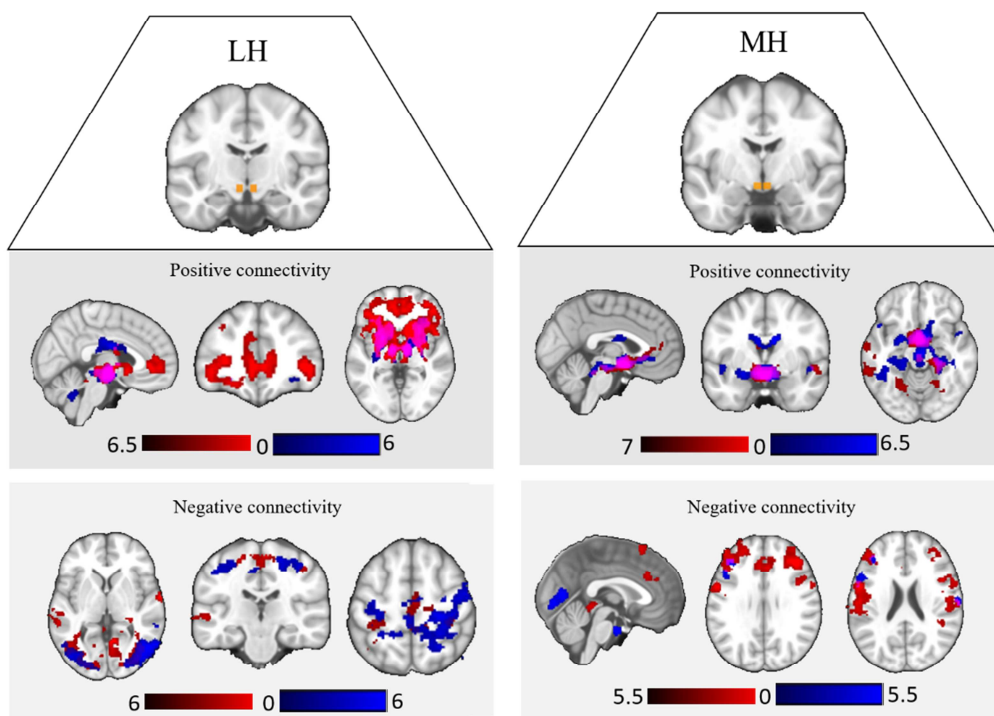 LH
MH
Positive connectivity
6.5 0 6
Positive connectivity
7 0 6.5
Negative connectivity
6 0 6
Negative connectivity
5.5 0 5.5